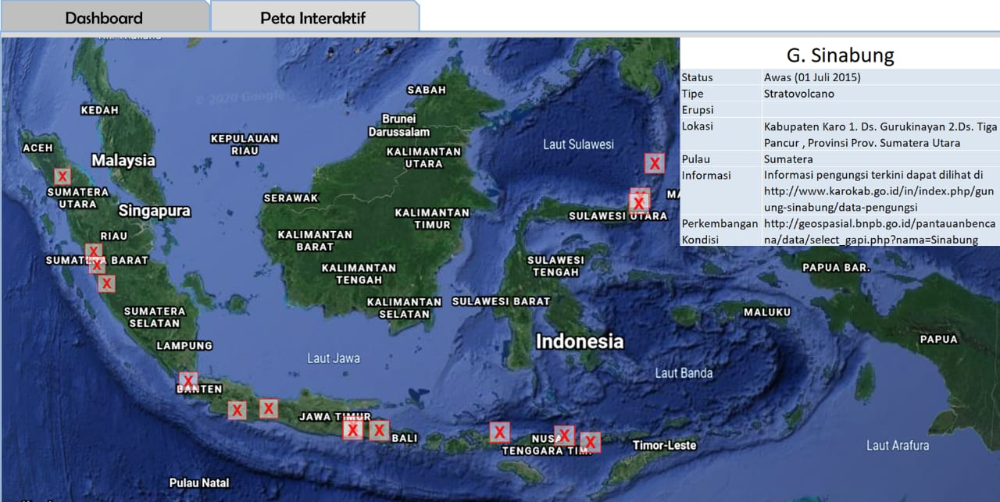 Dashboard
Peta Interaktif
G. Sinabung
Status Awas (01 Juli 2015)
Tipe Stratovolcano
Erupsi
Lokasi Kabupaten Karo 1. Ds. Gurukinayan 2.Ds. Tiga
Pancur , Provinsi Prov. Sumatera Utara
Pulau Sumatera
Informasi Informasi pengungsi terkini dapat dilihat di
http://www.karokab.go.id/in/index.php/gun
ung-sinabung/data-pengungsi
Perkembangan http://geospasial.bnpb.go.id/pantauanbenca
Kondisi na/data/select_gapi.php?nama=Sinabung
© 2020 Google
SABAH
KEDAH
Brunei
Darussalam
KEPULAUAN
RIAU
Laut Sulawesi
ACEH
KALIMANTAN
UTARA
Malaysia
X
X
SUMATERA
UTARA
SERAWAK
MA
X
Singapura
KALIMANTAN
TIMUR
SULAWESI UTARA
RIAU
KALIMANTAN
BARAT
X
SUMATERA BARAT
X
SULAWESI
TENGAH
KALIMANTAN
TENGAH
PAPUA BAR.
X
KALIMANTAN
SELATAN
SULAWESI BARAT
SUMATERA
SELATAN
MALUKU
LAMPUNG
Indonesia
PAPUA
Laut Jawa
Laut Banda
X
BANTEN
X
X
JAWA TIMUR
X
X
BALI
X
NUSA
X
X
TENGGARA TIM.
Timor-Leste
Laut Arafura
Pulau Natal